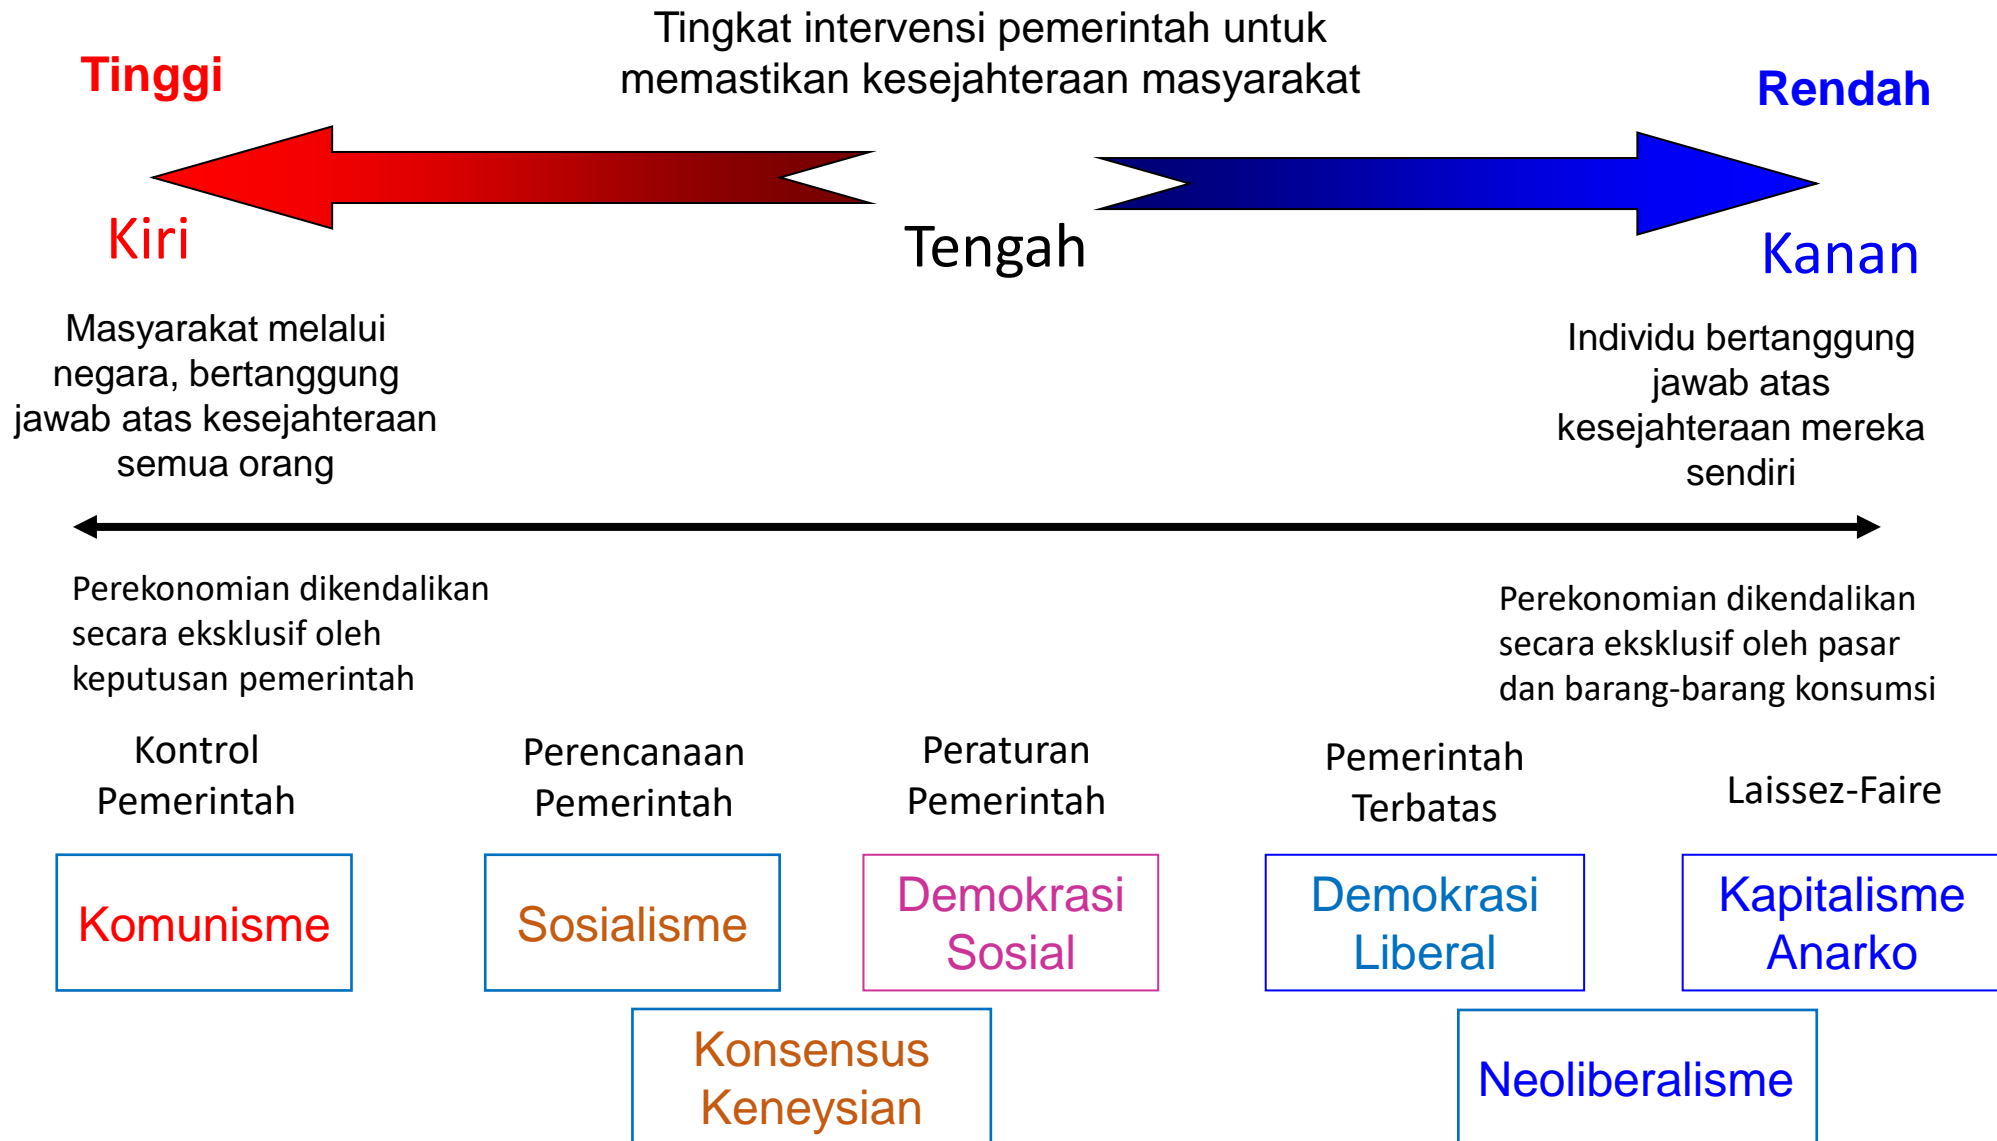 Tingkat intervensi pemerintah untuk
memastikan kesejahteraan masyarakat
Tinggi
Rendah
Kiri
Tengah
Kanan
Masyarakat melalui
negara, bertanggung
jawab atas kesejahteraan
semua orang
Individu bertanggung
jawab atas
kesejahteraan mereka
sendiri
Perekonomian dikendalikan
secara eksklusif oleh
keputusan pemerintah
Perekonomian dikendalikan
secara eksklusif oleh pasar
dan barang-barang konsumsi
Kontrol
Pemerintah
Perencanaan
Pemerintah
Peraturan
Pemerintah
Pemerintah
Terbatas
Laissez-Faire
Komunisme
Sosialisme
Demokrasi
Sosial
Demokrasi
Liberal
Kapitalisme
Anarko
Konsensus
Keneysian
Neoliberalisme